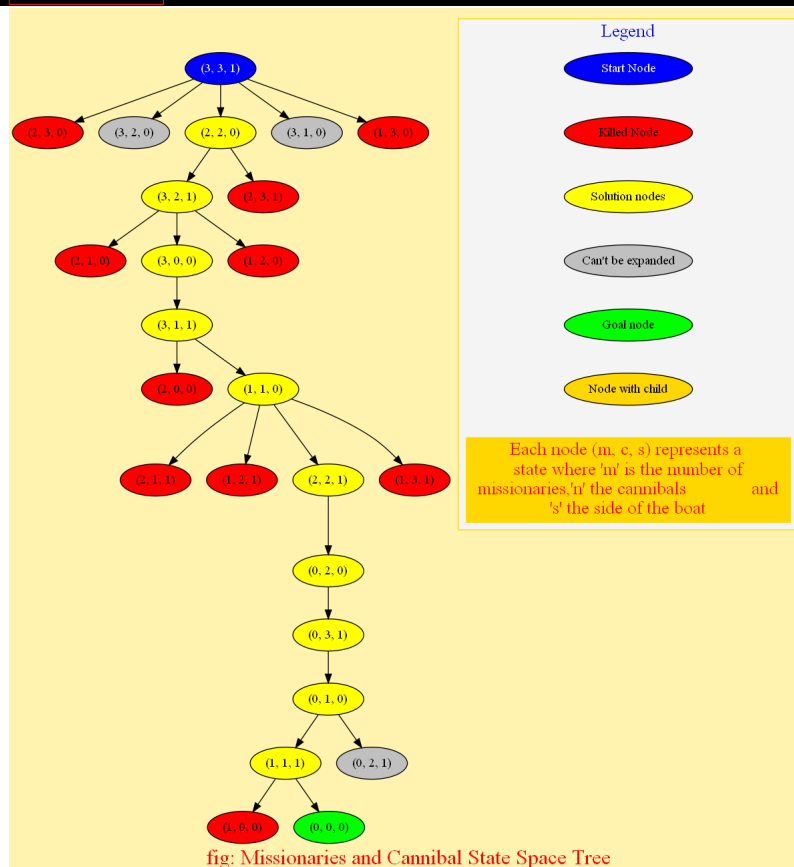 Legend
(3, 3, 1)
Start Node
(2, 3, 0) (3, 2, 0) (2, 2, 0) (3, 1, 0) (1, 3, 0)
Killed Node
(3, 2, 1) (2, 3, 1)
Solution nodes
(2, 1, 0) (3, 0, 0) (1, 2, 0)
Can't be expanded
(3, 1, 1)
Goal node
(2, 0, 0) (1, 1, 0)
Node with child
Each node (m, c, s) represents a
state where 'm' is the number of
missionaries,'n' the cannibals and
's' the side of the boat
(2, 1, 1) (1, 2, 1) (2, 2, 1) (1, 3, 1)
(0, 2, 0)
(0, 3, 1)
(0, 1, 0)
(1, 1, 1) (0, 2, 1)
(1, 0, 0) (0, 0, 0)
fig: Missionaries and Cannibal State Space Tree